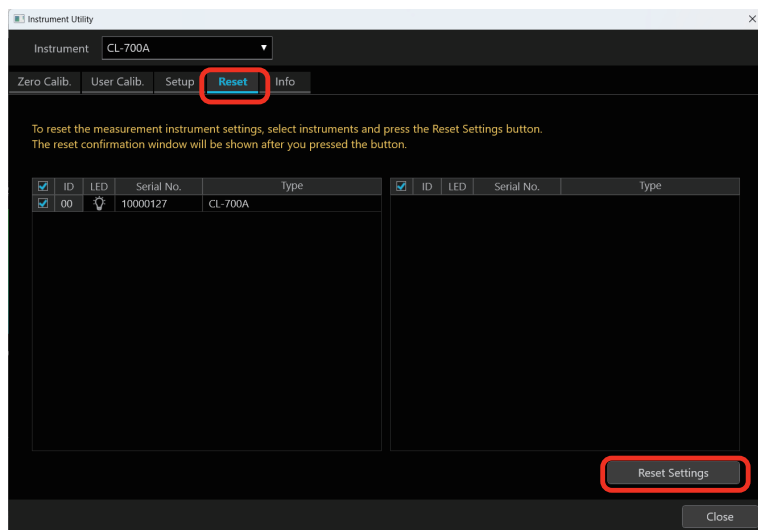 Instrument Utility
Instrument CL-700A
Zero Calib. User Calib. Setup Reset Info
To reset the measurement instrument settings, select instruments and press the Reset Settings button.
The reset confirmation window will be shown after you pressed the button.
ID LED Serial No. Type
00 10000127 CL-700A
ID LED Serial No. Type
Reset Settings
Close